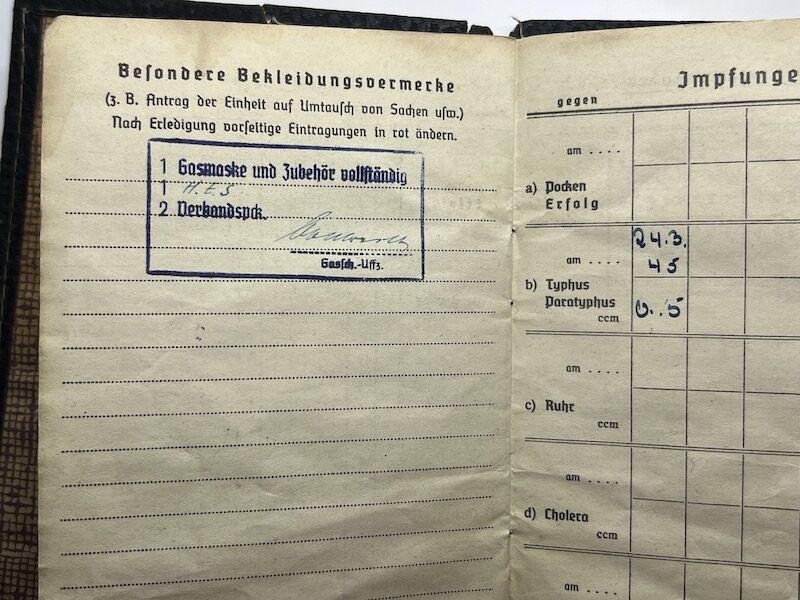 Besondere Bekleidungsvermerke
(z. B. Antrag der Einheit auf Umtausch von Sachen usw.)
Nach Erledigung vorseitige Eintragungen in rot ändern.
1 Gasmaske und Zubehör vollständig
1 H.E.S.
2 Verbandspck.
Gassch.-Uffz.
Impfunge
gegen
am . . . .
a) Pocken
Erfolg
am . . . . 24.3.
45
b) Typhus
Paratyphus
ccm 0.5
am . . . .
c) Ruhr
ccm
am . . . .
d) Cholera
ccm
am . . . .